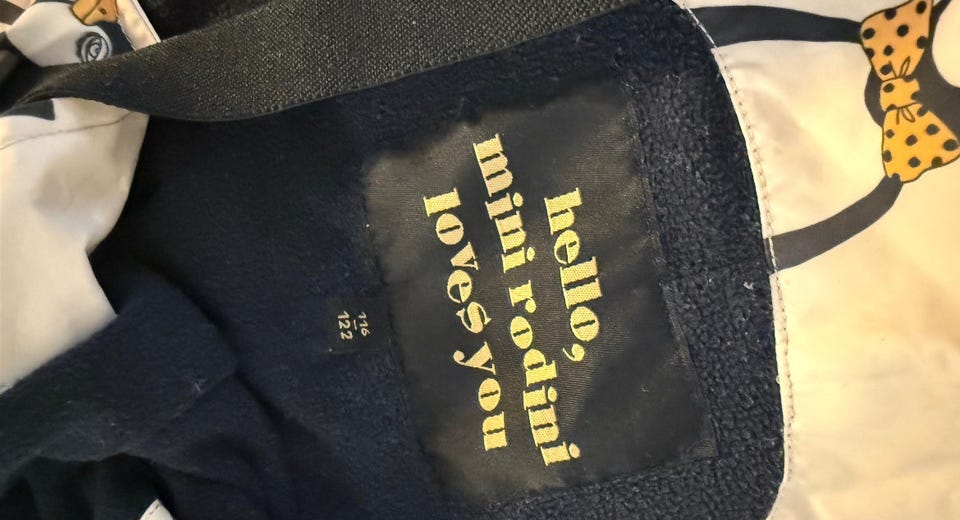 hello,
mini rodini
loves you
116
122